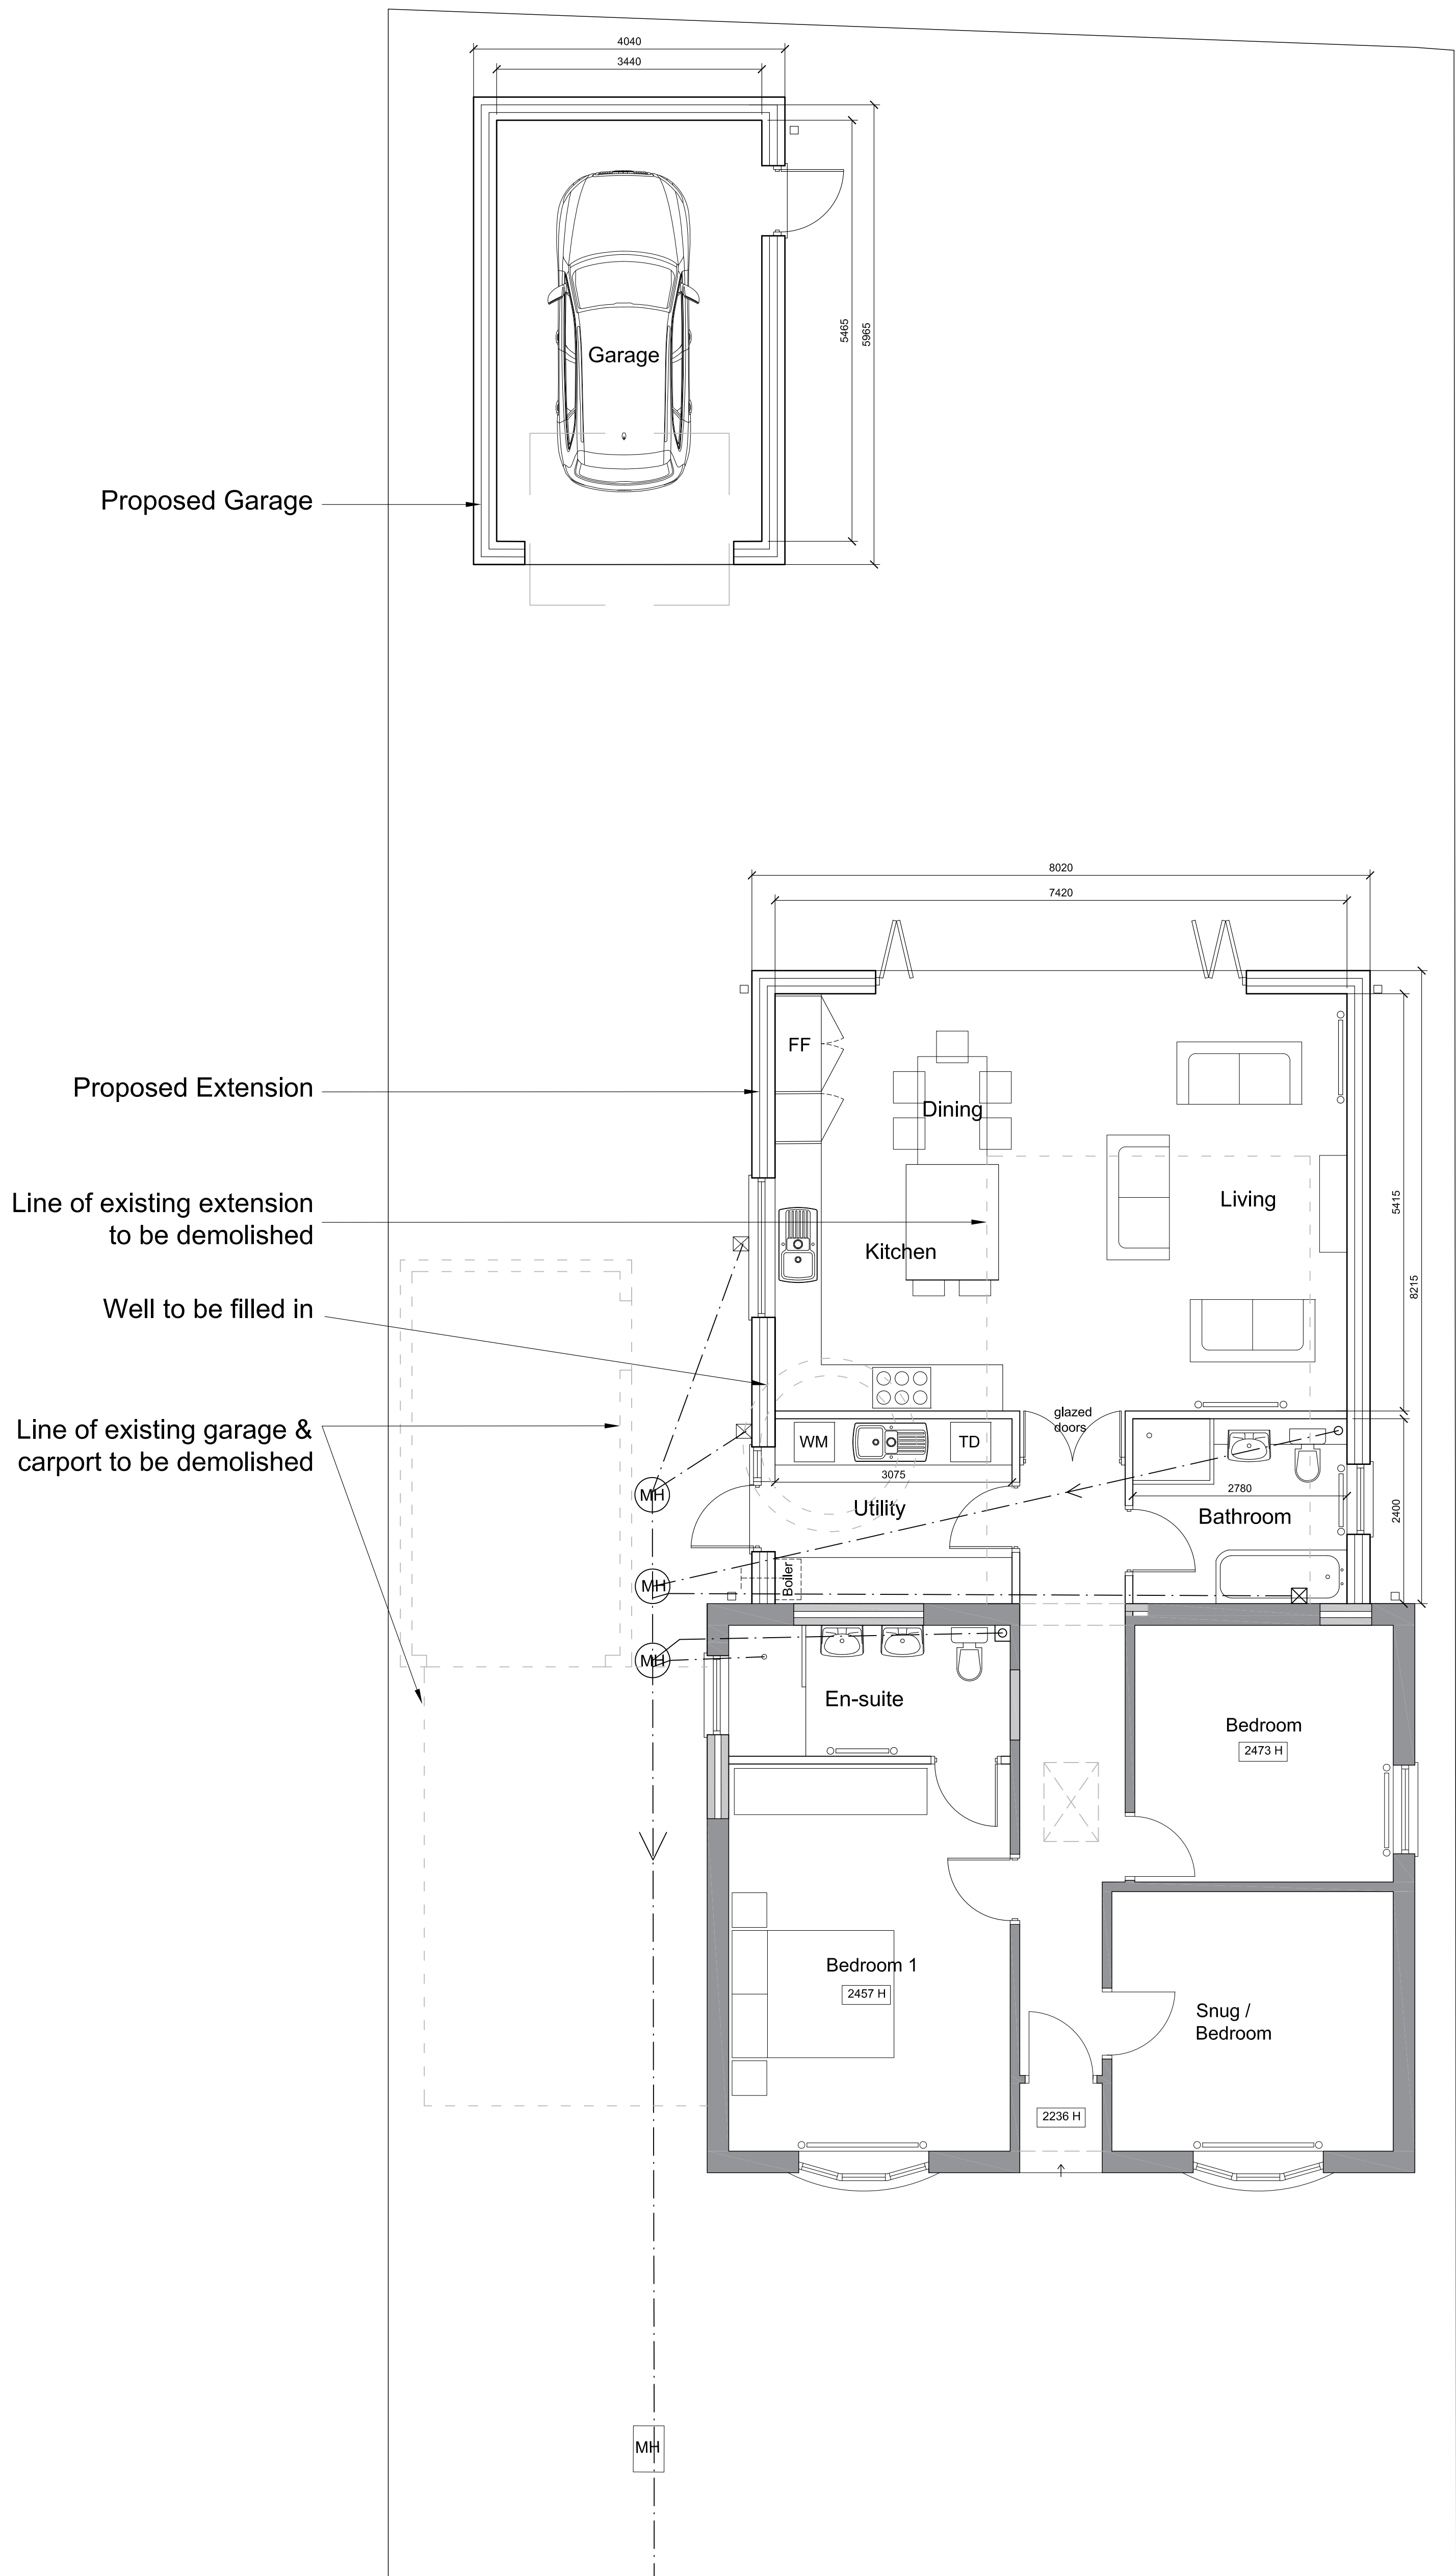 4040
3440
Garage
5465
5965
Proposed Garage
8020
7420
FF
Proposed Extension
Dining
Line of existing extension
to be demolished
Living
5415
Kitchen
8215
Well to be filled in
glazed
doors
Line of existing garage &
carport to be demolished
WM
TD
3075
2780
MH
Utility
Bathroom
2400
Boiler
MH
MH
En-suite
Bedroom
2473 H
Bedroom 1
2457 H
Snug /
Bedroom
2236 H
MH